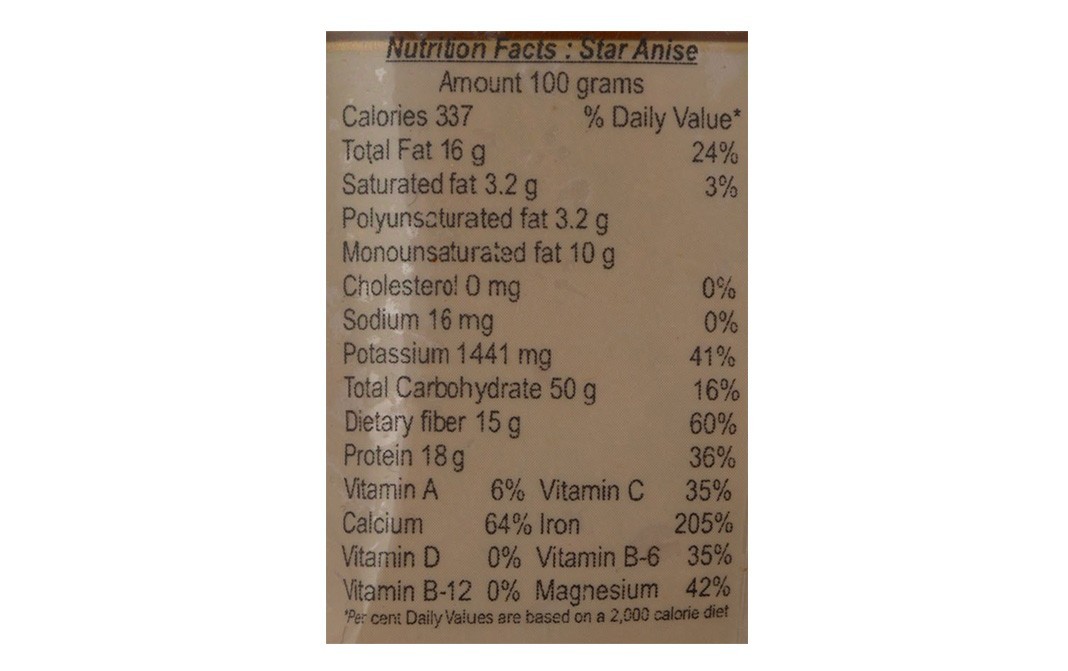 Nutrition Facts : Star Anise
Amount 100 grams
Calories 337 % Daily Value*
Total Fat 16 g 24%
Saturated fat 3.2 g 3%
Polyunsaturated fat 3.2 g
Monounsaturated fat 10 g
Cholesterol 0 mg 0%
Sodium 16 mg 0%
Potassium 1441 mg 41%
Total Carbohydrate 50 g 16%
Dietary fiber 15 g 60%
Protein 18 g 36%
Vitamin A 6% Vitamin C 35%
Calcium 64% Iron 205%
Vitamin D 0% Vitamin B-6 35%
Vitamin B-12 0% Magnesium 42%
*Per cent Daily Values are based on a 2,000 calorie diet